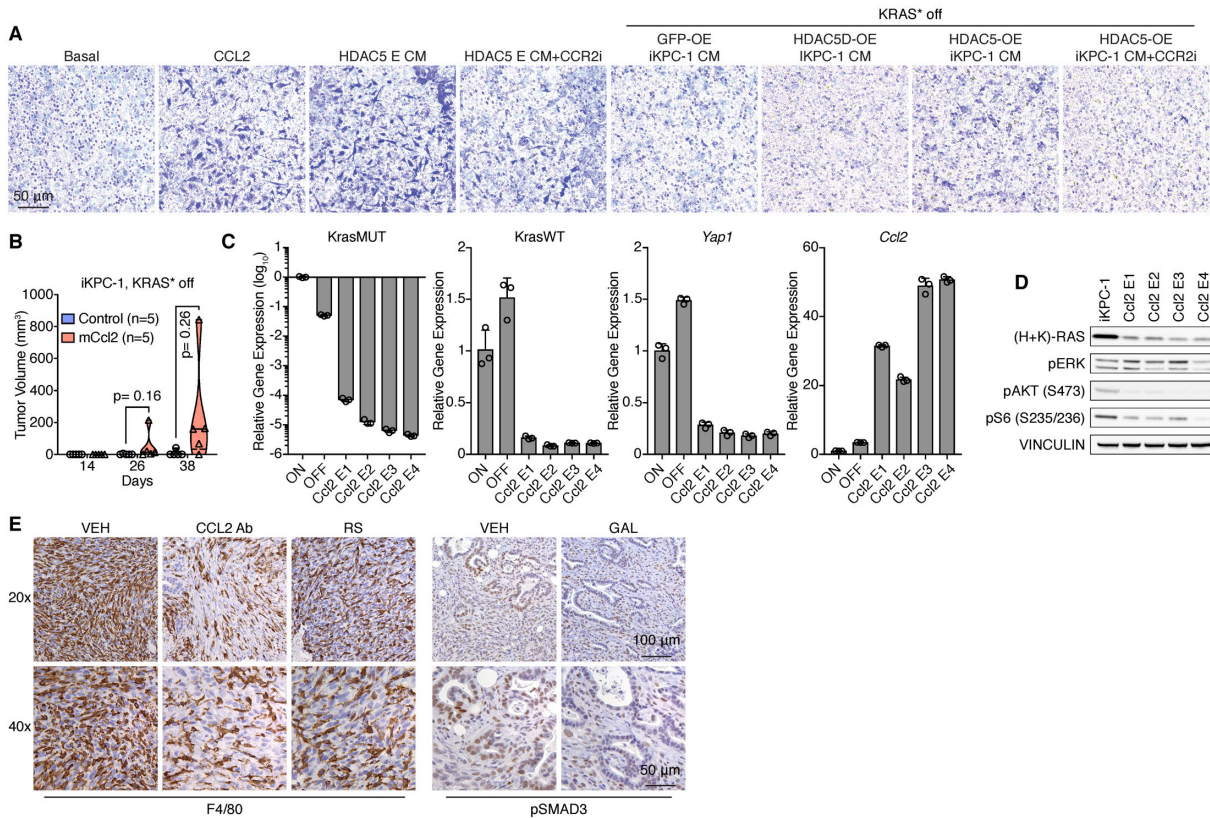 A
KRAS* off
Basal
CCL2
HDAC5 E CM
HDAC5 E CM+CCR2i
GFP-OE
iKPC-1 CM
HDAC5D-OE
IKPC-1 CM
HDAC5-OE
iKPC-1 CM
HDAC5-OE
iKPC-1 CM+CCR2i
50 µm
B
iKPC-1, KRAS* off
Tumor Volume (mm³)
1000
800
600
400
200
0
Control (n=5)
mCcl2 (n=5)
p= 0.16
p= 0.26
14
26
38
Days
C
KrasMUT
Relative Gene Expression (log10)
1
0
-1
-2
-3
-4
-5
-6
ON
OFF
Ccl2 E1
Ccl2 E2
Ccl2 E3
Ccl2 E4
KrasWT
Relative Gene Expression
2
1.5
1
0.5
0
ON
OFF
Ccl2 E1
Ccl2 E2
Ccl2 E3
Ccl2 E4
Yap1
Relative Gene Expression
2
1.5
1
0.5
0
ON
OFF
Ccl2 E1
Ccl2 E2
Ccl2 E3
Ccl2 E4
Ccl2
Relative Gene Expression
60
40
20
0
ON
OFF
Ccl2 E1
Ccl2 E2
Ccl2 E3
Ccl2 E4
D
iKPC-1
Ccl2 E1
Ccl2 E2
Ccl2 E3
Ccl2 E4
(H+K)-RAS
pERK
pAKT (S473)
pS6 (S235/236)
VINCULIN
E
VEH
CCL2 Ab
RS
VEH
GAL
20x
100 µm
40x
50 µm
F4/80
pSMAD3